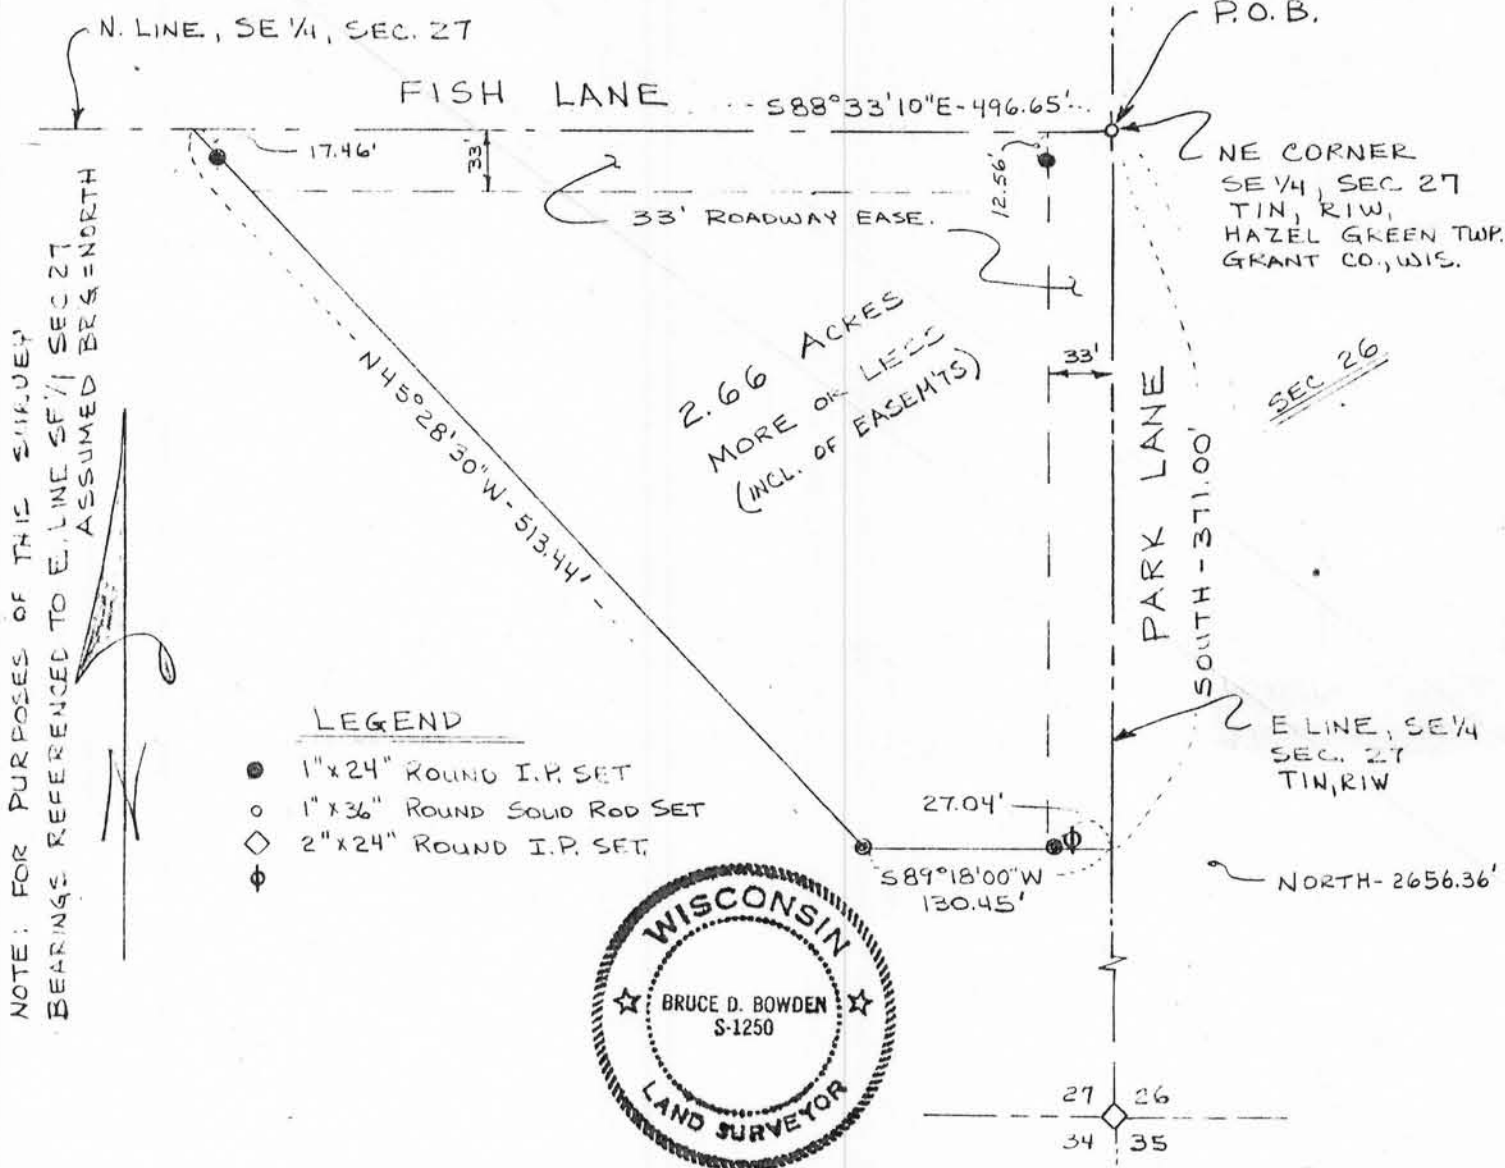 N. LINE, SE 1/4, SEC. 27
P.O.B.
FISH LANE
S88°33'10"E-496.65'
17.46'
33'
12.56'
33' ROADWAY EASE.
NE CORNER
SE 1/4, SEC 27
T1N, R1W,
HAZEL GREEN TWP.
GRANT CO., WIS.
NOTE: FOR PURPOSES OF THIS SURVEY
BEARINGS REFERENCED TO E. LINE SE 1/4 SEC 27
ASSUMED BRG=NORTH
N
N45°28'30"W-513.44'
2.66 ACRES
MORE OR LESS
(INCL. OF EASEM'TS)
33'
PARK LANE
SOUTH-371.00'
SEC 26
E LINE, SE 1/4
SEC. 27
T1N, R1W
LEGEND
● 1"x24" ROUND I.P. SET
○ 1"x36" ROUND SOLID ROD SET
◇ 2"x24" ROUND I.P. SET.
ɸ
27.04'
ɸ
S89°18'00"W
130.45'
NORTH-2656.36'
WISCONSIN
BRUCE D. BOWDEN
S-1250
LAND SURVEYOR
27 26
34 35